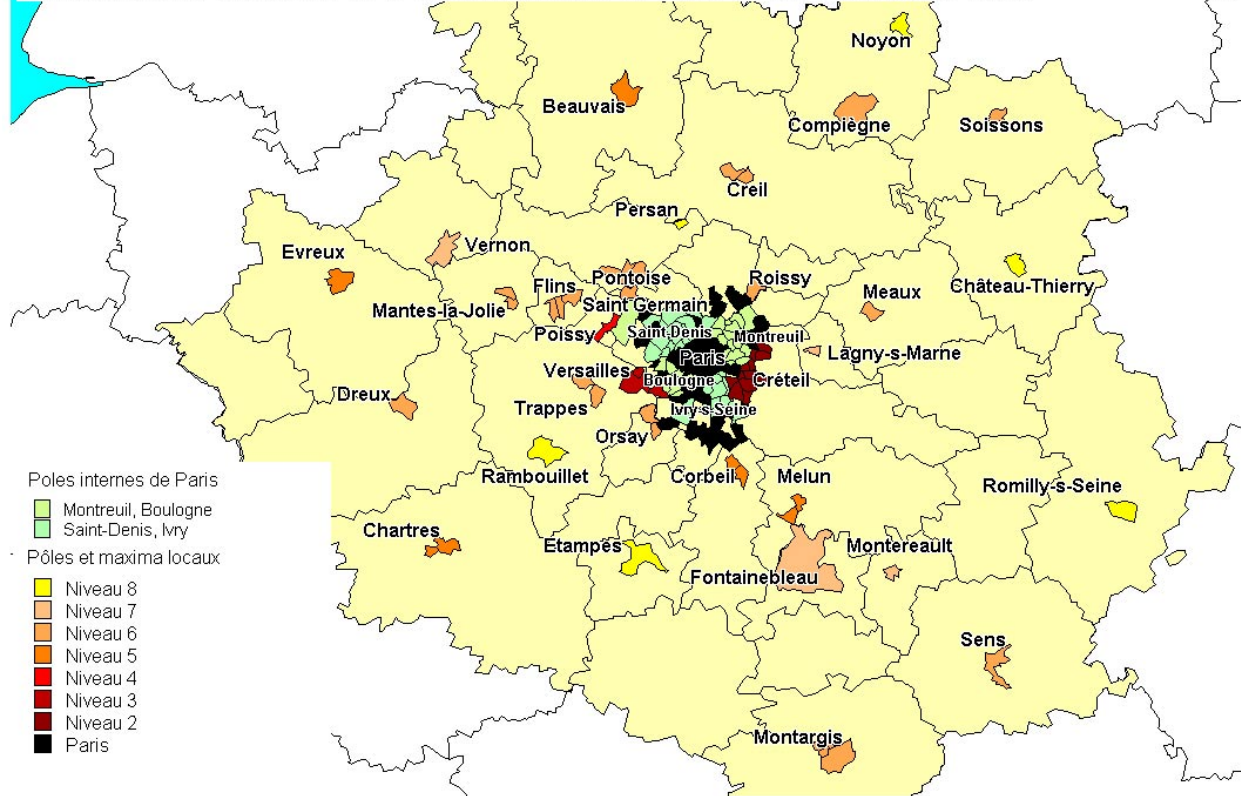 Noyon
Beauvais
Compiègne
Soissons
Creil
Persan
Evreux
Vernon
Pontoise
Roissy
Flins
Meaux
Château-Thierry
Mantes-la-Jolie
Saint Germain
Poissy
Saint-Denis
Montreuil
Paris
Lagny-s-Marne
Versailles
Boulogne
Créteil
Dreux
Trappes
Ivry-s-Seine
Orsay
Rambouillet
Corbeil
Melun
Romilly-s-Seine
Chartres
Etampes
Montereault
Fontainebleau
Sens
Montargis
Poles internes de Paris
Montreuil, Boulogne
Saint-Denis, Ivry
Pôles et maxima locaux
Niveau 8
Niveau 7
Niveau 6
Niveau 5
Niveau 4
Niveau 3
Niveau 2
Paris